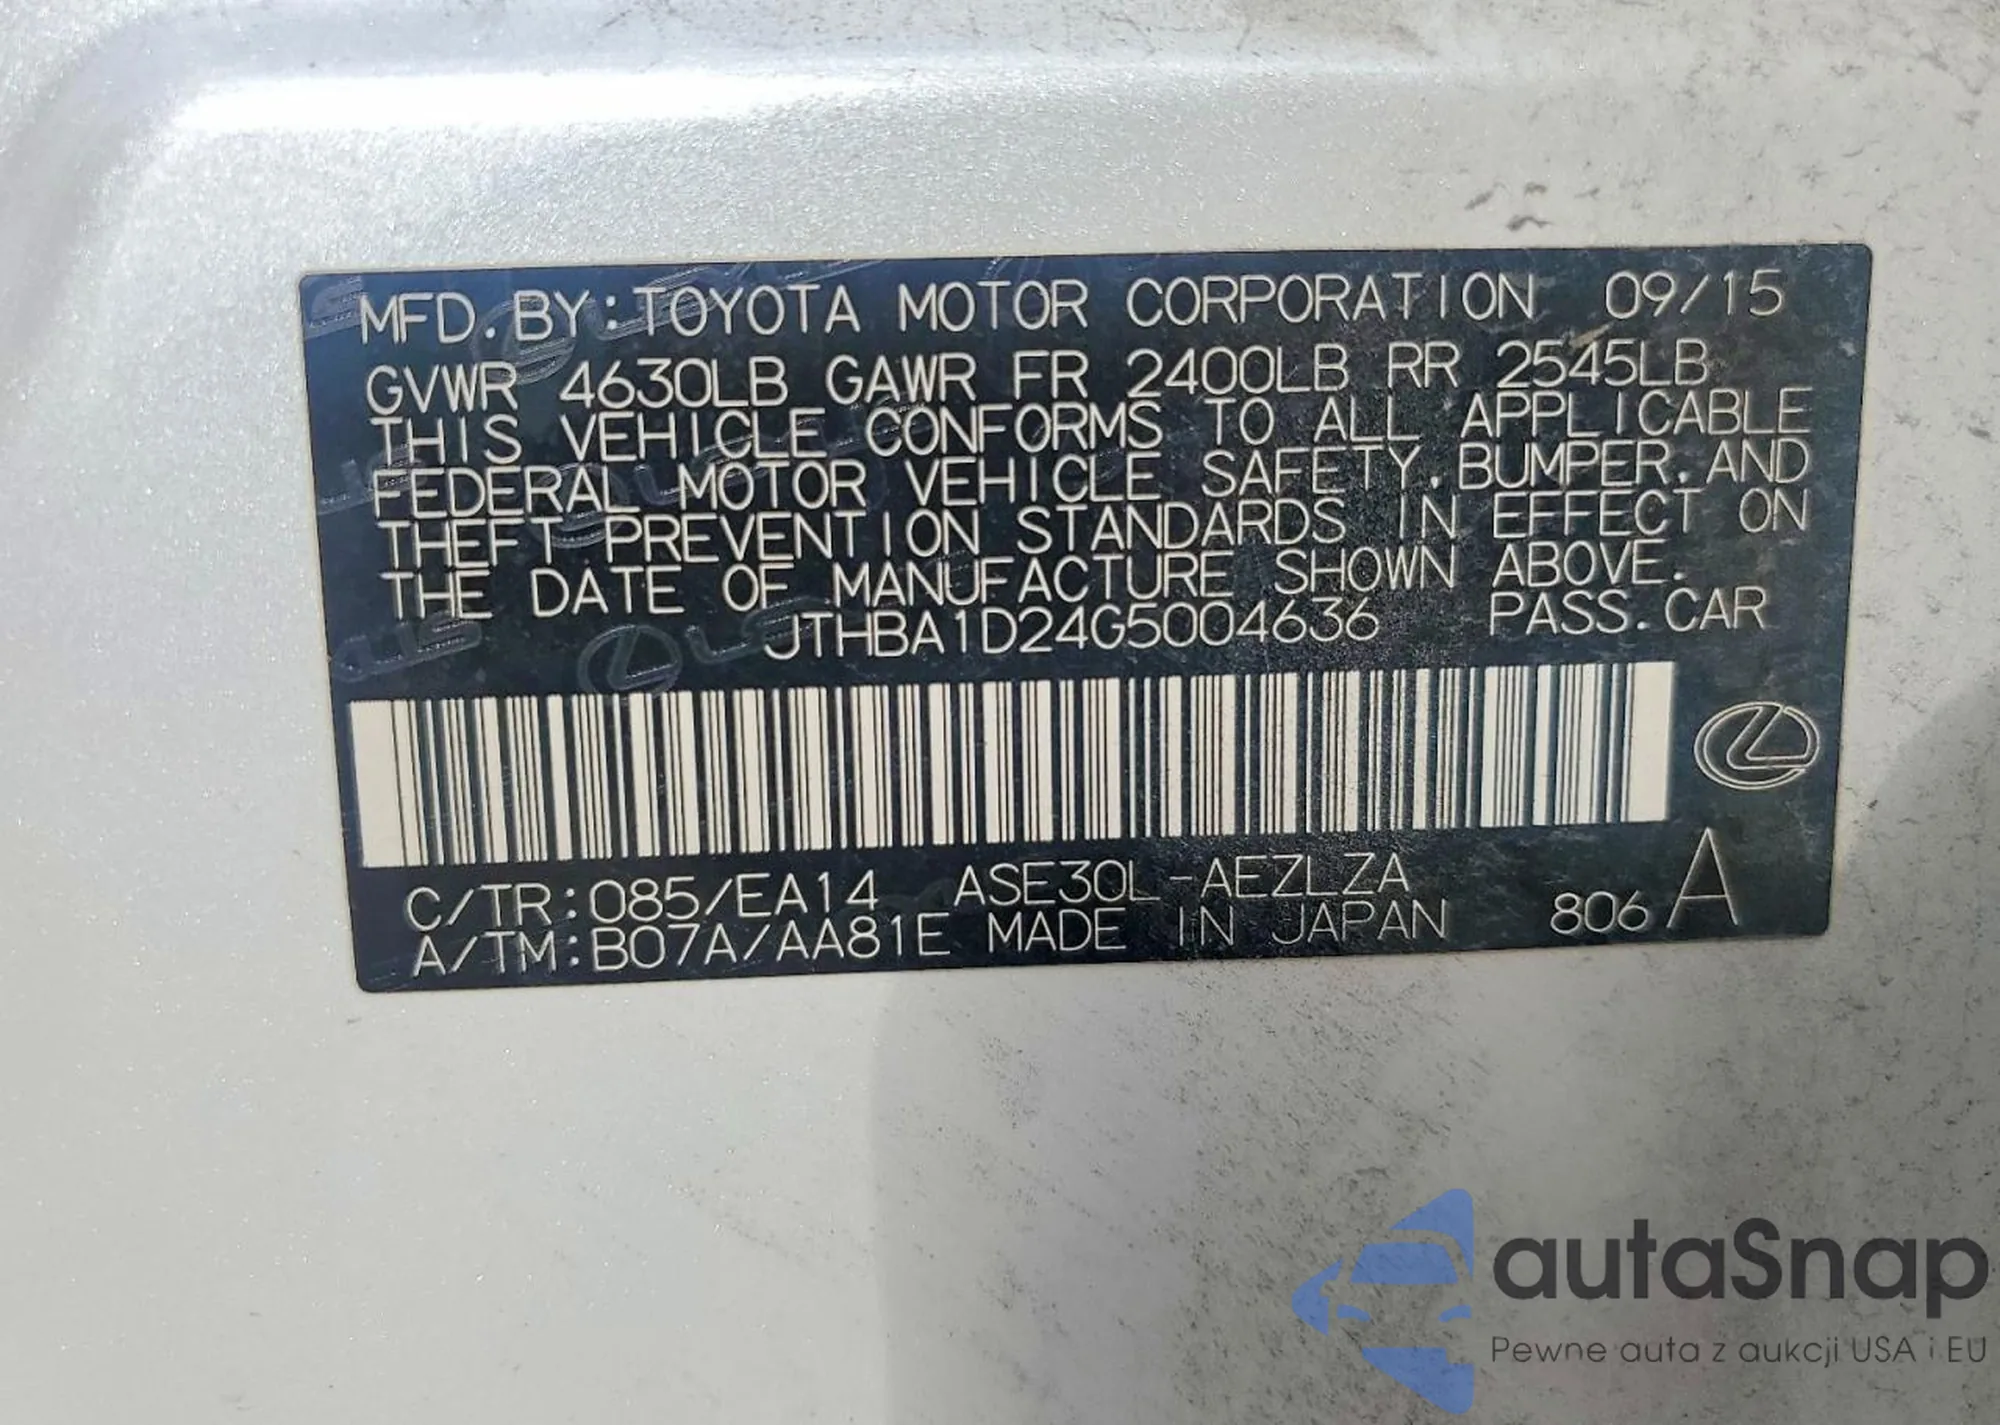 MFD. BY: TOYOTA MOTOR CORPORATION 09/15
GVWR 4630LB GAWR FR 2400LB RR 2545LB
THIS VEHICLE CONFORMS TO ALL APPLICABLE
FEDERAL MOTOR VEHICLE SAFETY, BUMPER, AND
THEFT PREVENTION STANDARDS IN EFFECT ON
THE DATE OF MANUFACTURE SHOWN ABOVE.
JTHBA1D24G5004636 PASS. CAR
C/TR: 085/EA14 ASE30L-AEZLZA
A/TM: B07A/AA81E MADE IN JAPAN 806 A
autaSnap
Pewne auta z aukcji USA i EU